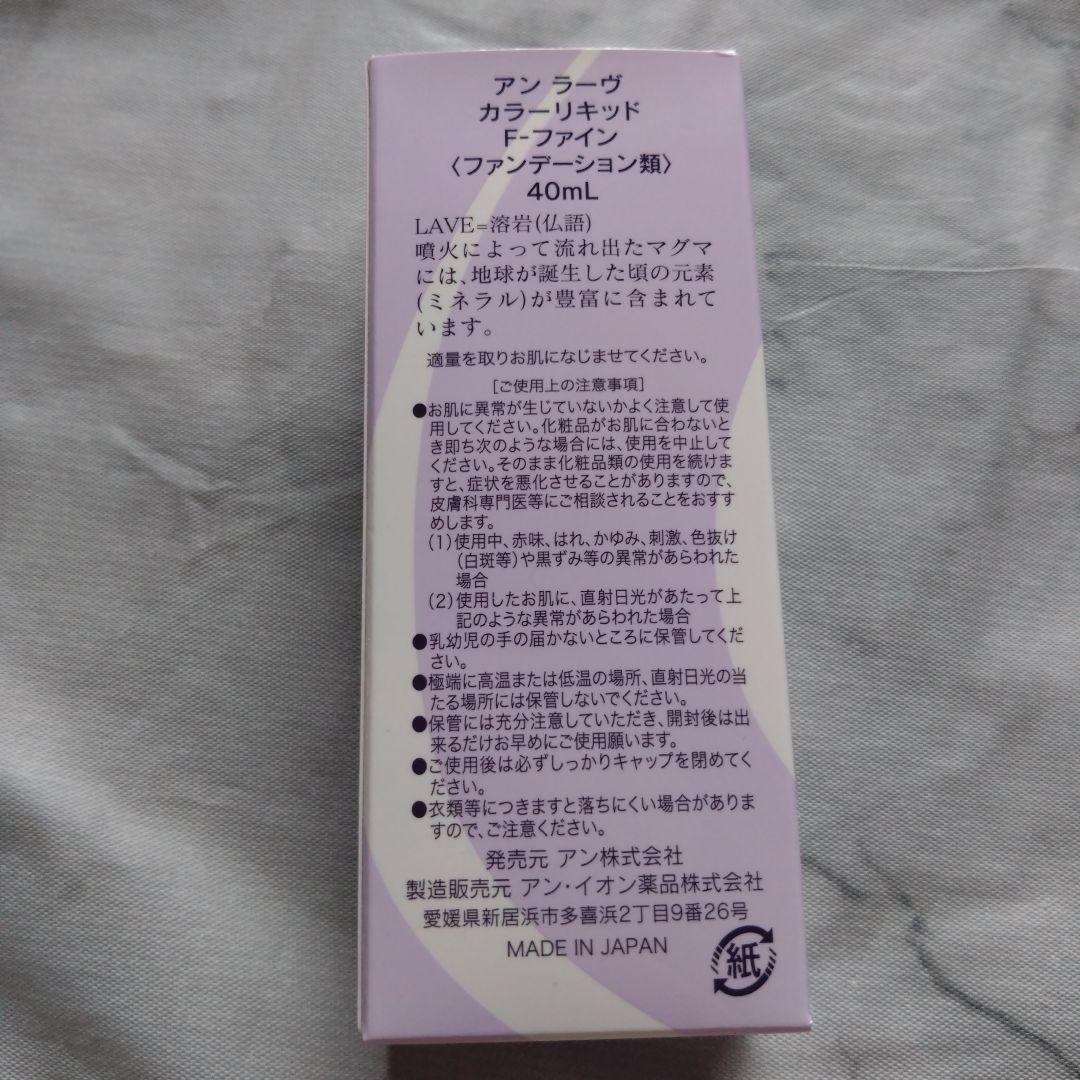 アン ラーヴ
カラーリキッド
F-ファイン
〈ファンデーション類〉
40mL
LAVE=溶岩(仏語)
噴火によって流れ出たマグマ
には、地球が誕生した頃の元素
(ミネラル)が豊富に含まれて
います。
適量を取りお肌になじませてください。
［ご使用上の注意事項］
●お肌に異常が生じていないかよく注意して使
用してください。化粧品がお肌に合わないと
き即ち次のような場合には、使用を中止して
ください。そのまま化粧品類の使用を続けま
すと、症状を悪化させることがありますので、
皮膚科専門医等にご相談されることをおすす
めします。
(1)使用中、赤味、はれ、かゆみ、刺激、色抜け
(白斑等)や黒ずみ等の異常があらわれた
場合
(2)使用したお肌に、直射日光があたって上
記のような異常があらわれた場合
●乳幼児の手の届かないところに保管してくだ
さい。
●極端に高温または低温の場所、直射日光の当
たる場所には保管しないでください。
●保管には充分注意していただき、開封後は出
来るだけお早めにご使用願います。
●ご使用後は必ずしっかりキャップを閉めてく
ださい。
●衣類等につきますと落ちにくい場合がありま
すので、ご注意ください。
発売元 アン株式会社
製造販売元 アン・イオン薬品株式会社
愛媛県新居浜市多喜浜2丁目9番26号
MADE IN JAPAN
紙